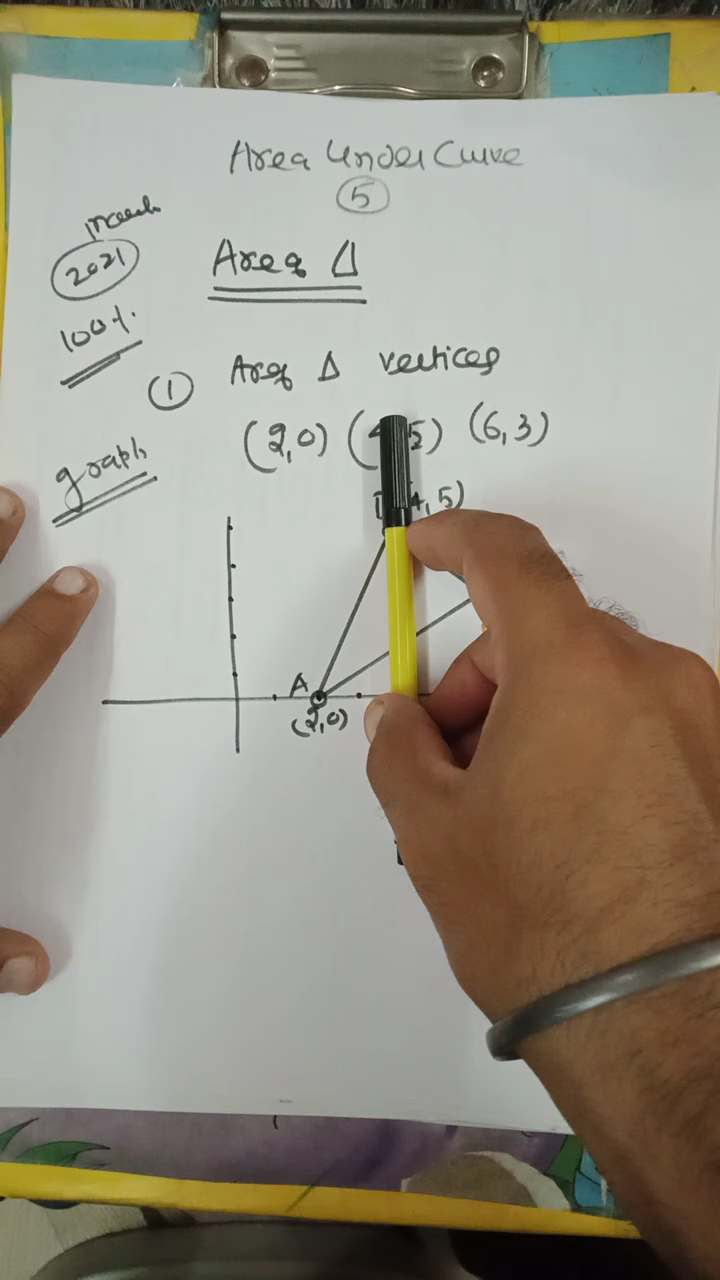 Area Under Curve
5
March
2021
Area Δ
100%
① Area Δ vertices
(2,0) (4,5) (6,3)
graph
(4,5)
A
(2,0)